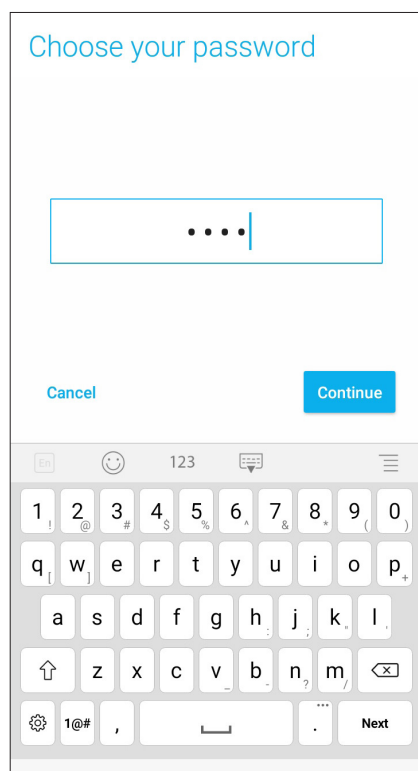 Choose your password
••••
Cancel Continue
En 123
1 ! 2 @ 3 # 4 $ 5 % 6 ^ 7 & 8 * 9 ( 0 )
q [ w ] e r t y u i o p +
a s d f g h : j ; k " l '
z x c v _ b - n ? m /
1@# , . ... Next